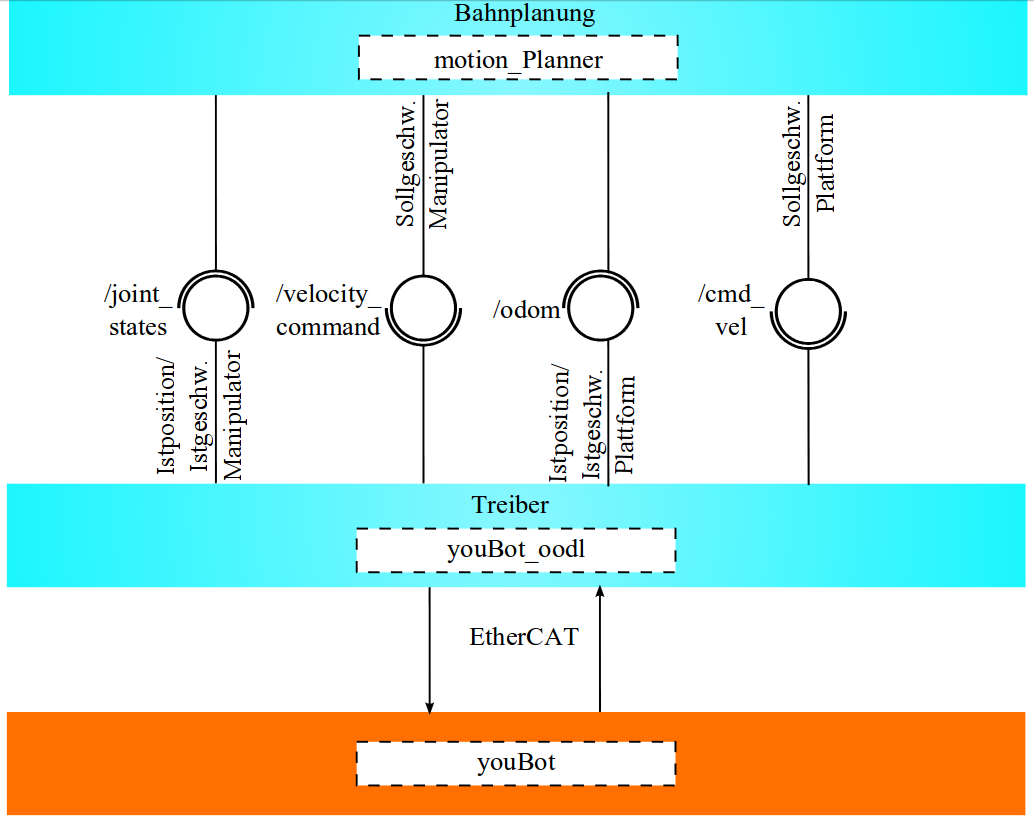 Bahnplanung
motion_Planner
Sollgeschw.
Manipulator
Sollgeschw.
Plattform
/joint_
states
/velocity_
command
/odom
/cmd_
vel
Istposition/
Istgeschw.
Manipulator
Istposition/
Istgeschw.
Plattform
Treiber
youBot_oodl
EtherCAT
youBot